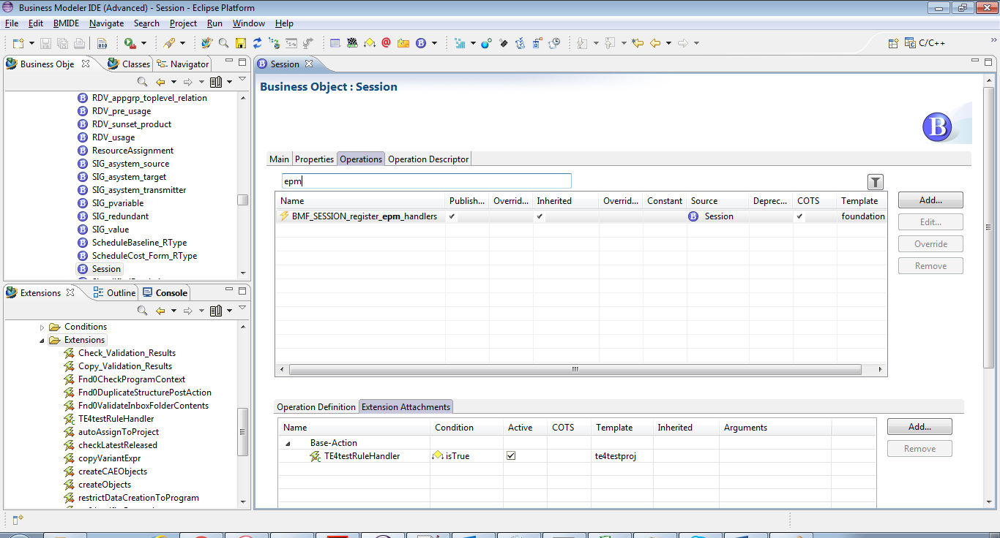 Business Modeler IDE (Advanced) - Session - Eclipse Platform
File Edit BMIDE Navigate Search Project Run Window Help
C/C++
Business Obje Classes Navigator
RDV_appgrp_toplevel_relation
RDV_pre_usage
RDV_sunset_product
RDV_usage
ResourceAssignment
SIG_asystem_source
SIG_asystem_target
SIG_asystem_transmitter
SIG_pvariable
SIG_redundant
SIG_value
ScheduleBaseline_RType
ScheduleCost_Form_RType
Session
Extensions Outline Console
Conditions
Extensions
Check_Validation_Results
Copy_Validation_Results
Fnd0CheckProgramContext
Fnd0DuplicateStructurePostAction
Fnd0ValidateInboxFolderContents
TE4testRuleHandler
autoAssignToProject
checkLatestReleased
copyVariantExpr
createCAEObjects
createObjects
restrictDataCreationToProgram
Session
Business Object : Session
Main Properties Operations Operation Descriptor
epm
Name Publish... Overrid... Inherited Overrid... Constant Source Deprec... COTS Template
BMF_SESSION_register_epm_handlers Session foundation
Add...
Edit...
Override
Remove
Operation Definition Extension Attachments
Name Condition Active COTS Template Inherited Arguments
Base-Action
TE4testRuleHandler isTrue te4testproj
Add...
Remove